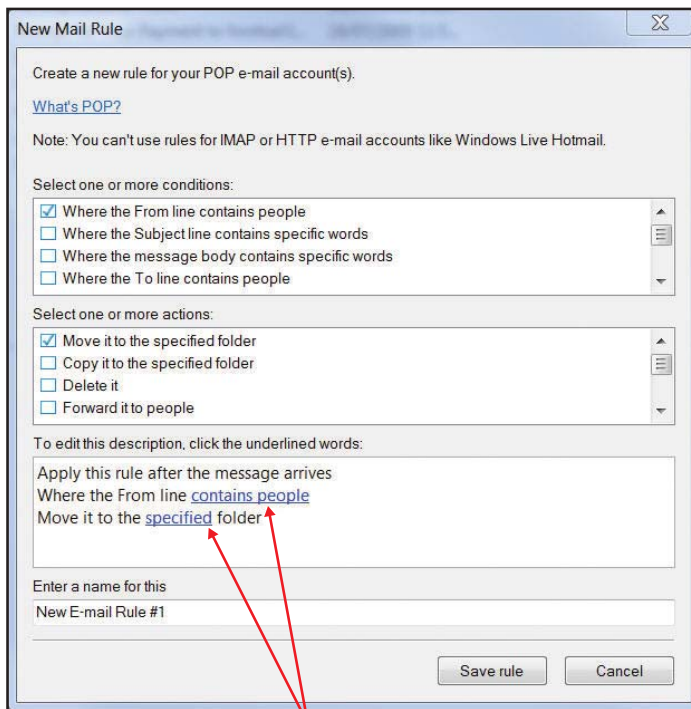 New Mail Rule
Create a new rule for your POP e-mail account(s).
What's POP?
Note: You can't use rules for IMAP or HTTP e-mail accounts like Windows Live Hotmail.
Select one or more conditions:
Where the From line contains people
Where the Subject line contains specific words
Where the message body contains specific words
Where the To line contains people
Select one or more actions:
Move it to the specified folder
Copy it to the specified folder
Delete it
Forward it to people
To edit this description, click the underlined words:
Apply this rule after the message arrives
Where the From line contains people
Move it to the specified folder
Enter a name for this
New E-mail Rule #1
Save rule Cancel